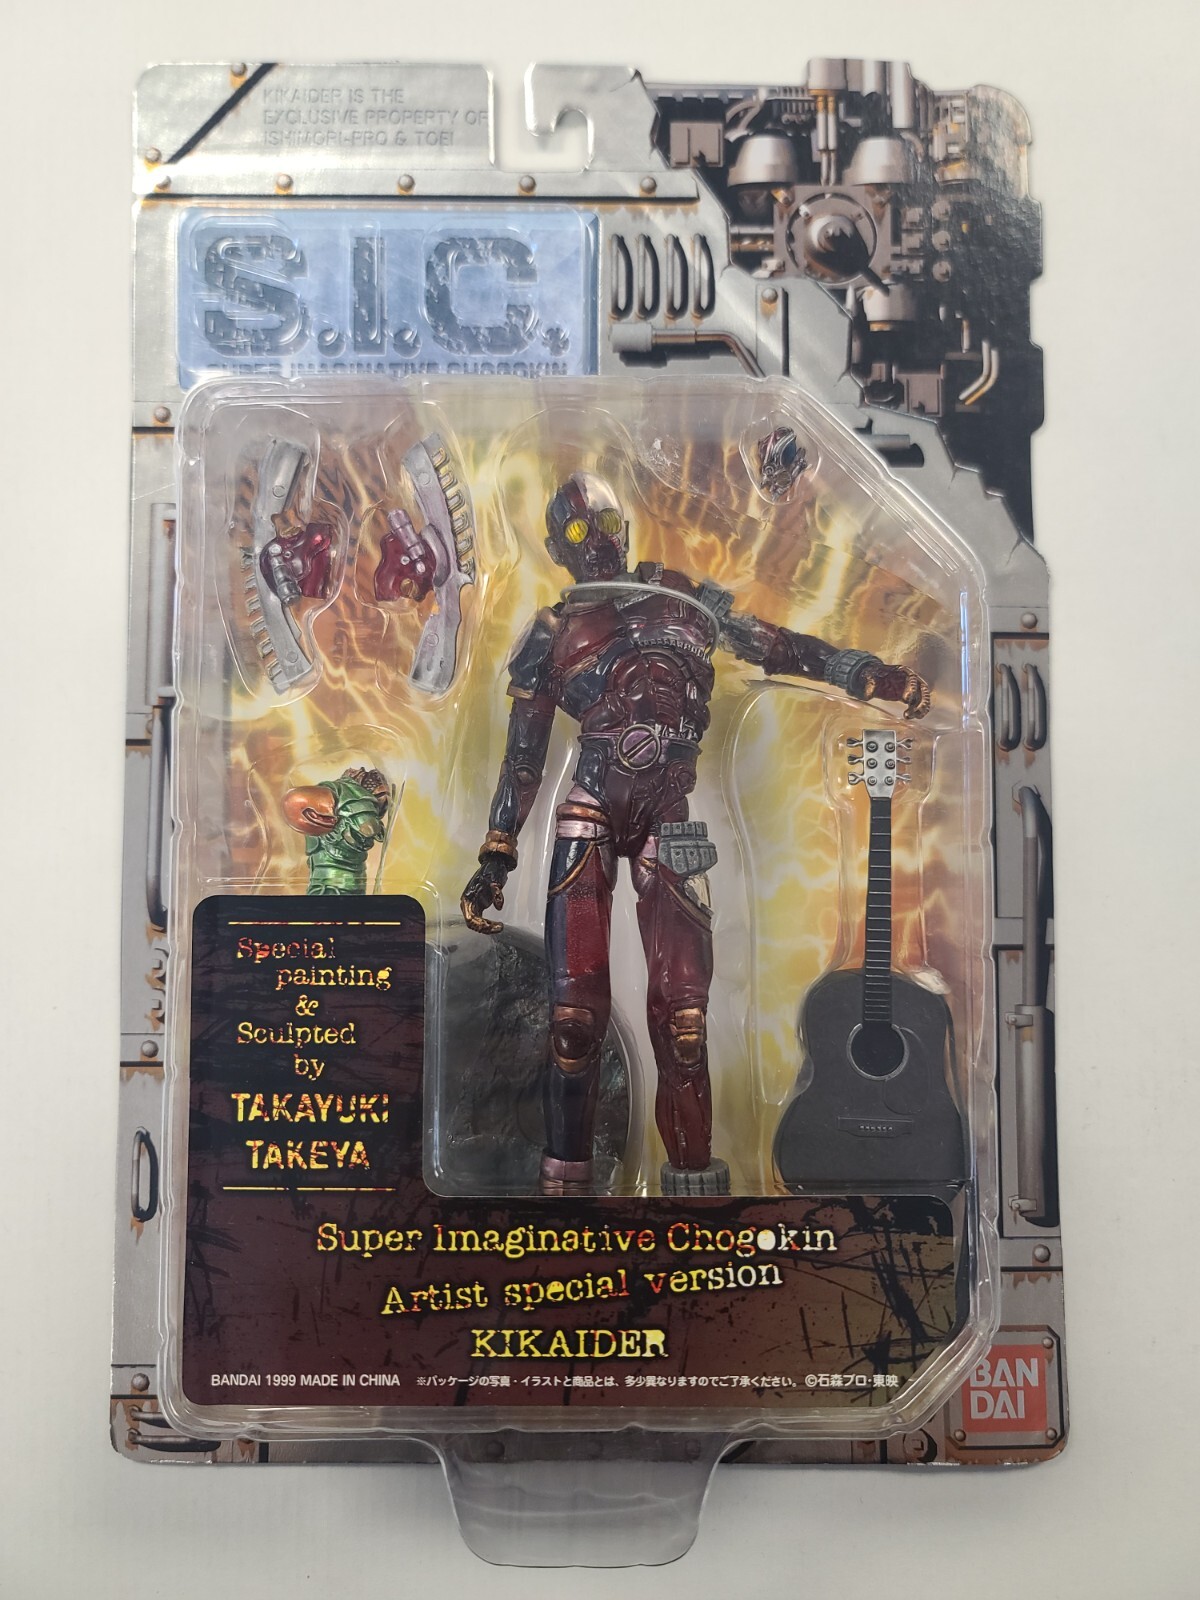 KIKAIDER IS THE
EXCLUSIVE PROPERTY OF
ISHIMORI-PRO & TOEI
S.I.C.
SUPER IMAGINATIVE CHOGOKIN
Special
painting
&
Sculpted
by
TAKAYUKI
TAKEYA
Super Imaginative Chogokin
Artist special version
KIKAIDER
BANDAI 1999 MADE IN CHINA ※パッケージの写真・イラストと商品とは、多少異なりますのでご了承ください。 ©石森プロ・東映
BAN
DAI